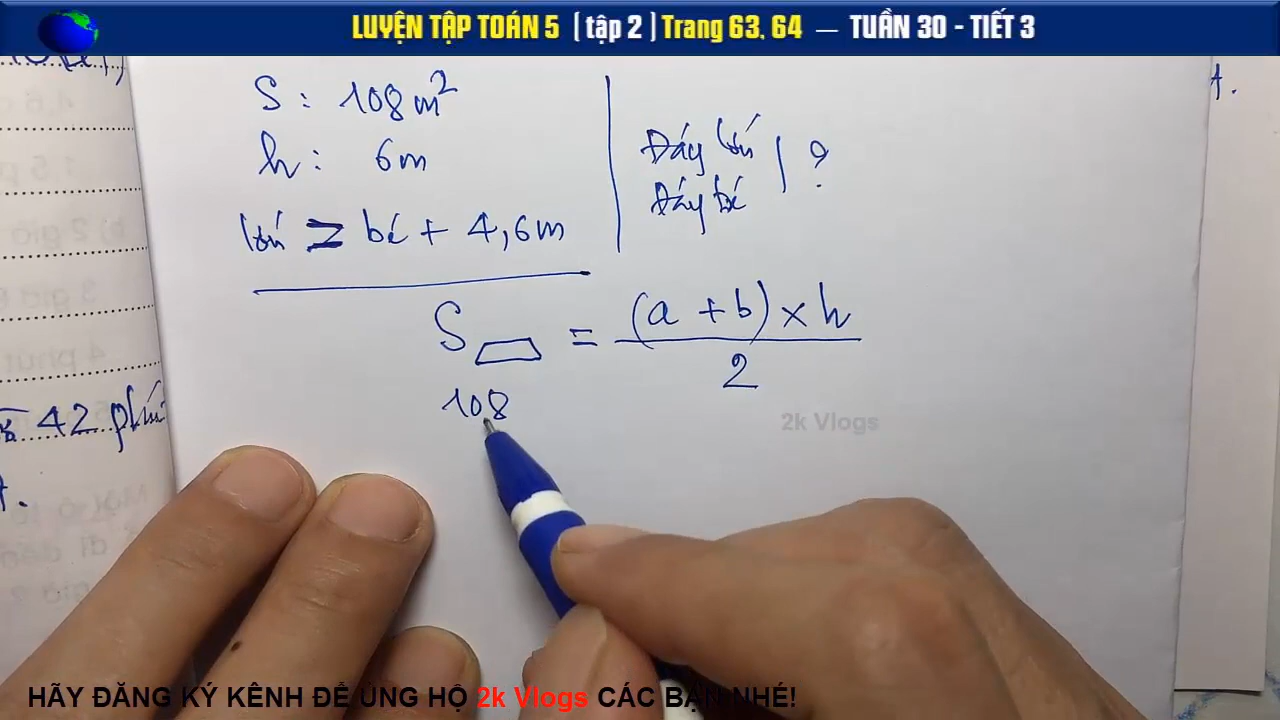 LUYỆN TẬP TOÁN 5 ( tập 2 ) Trang 63, 64 — TUẦN 30 - TIẾT 3
S : 108m²
h : 6m
lớn = bé + 4,6m
Đáy lớn
Đáy bé
?
S = (a + b) × h
2
108
42 phút
2k Vlogs
HÃY ĐĂNG KÝ KÊNH ĐỂ ỦNG HỘ 2k Vlogs CÁC BẠN NHÉ!